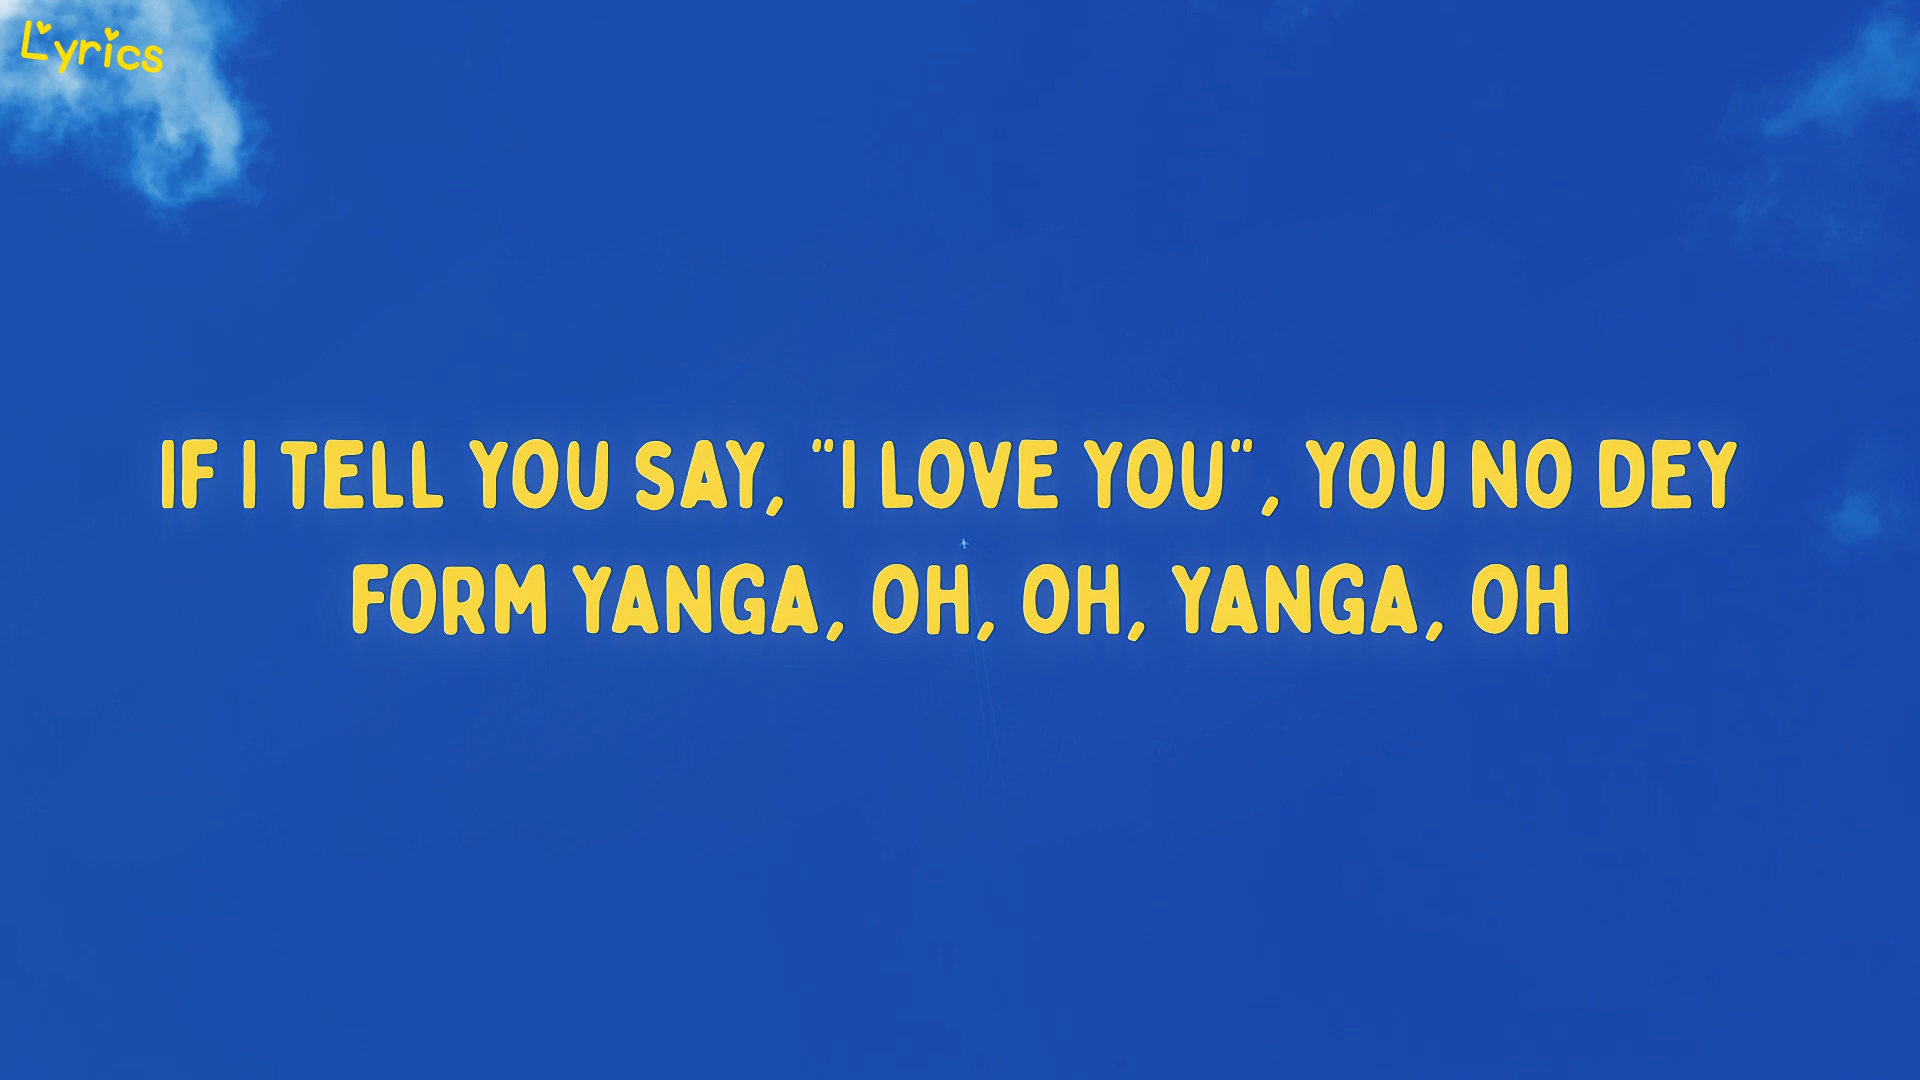 Lyrics
IF I TELL YOU SAY, "I LOVE YOU", YOU NO DEY
FORM YANGA, OH, OH, YANGA, OH